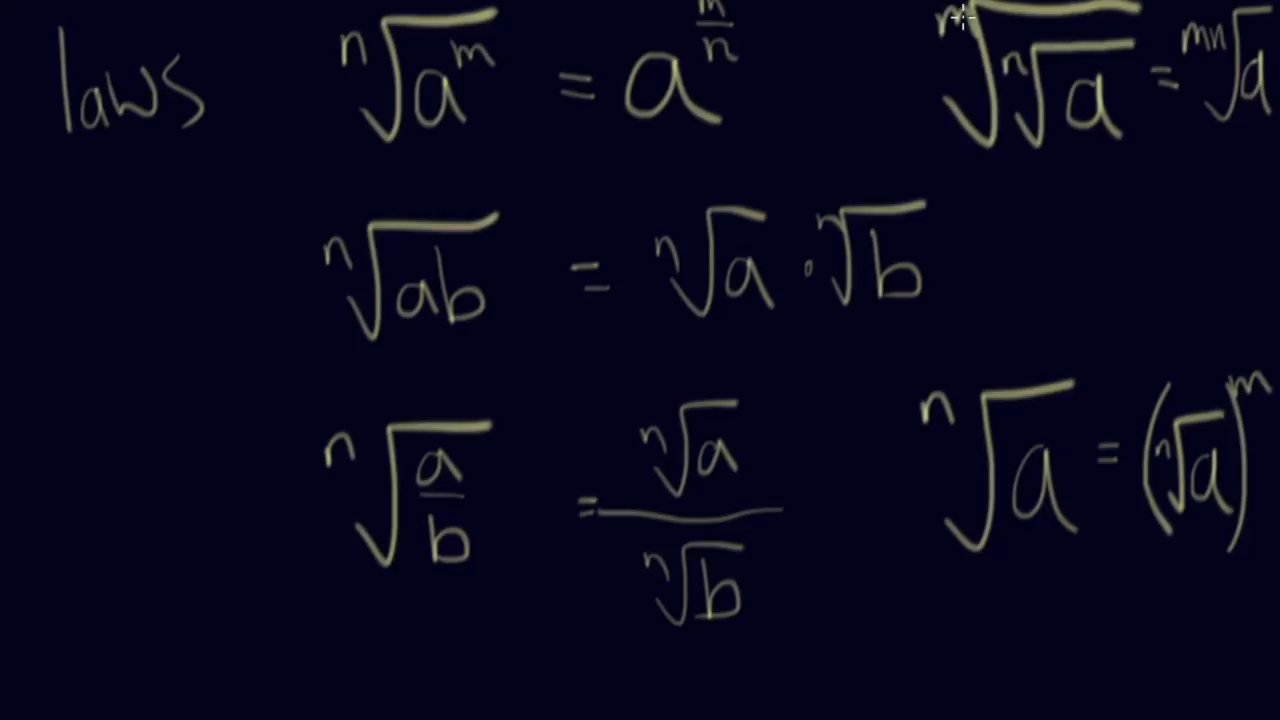 laws ⁿ√(aᵐ) = a^(m/n) ᵐ√(ⁿ√a) = ᵐⁿ√a
ⁿ√(ab) = ⁿ√a · ⁿ√b
ⁿ√(a/b) = ⁿ√a / ⁿ√b ⁿ√a = (ⁿ√a)ᵐ